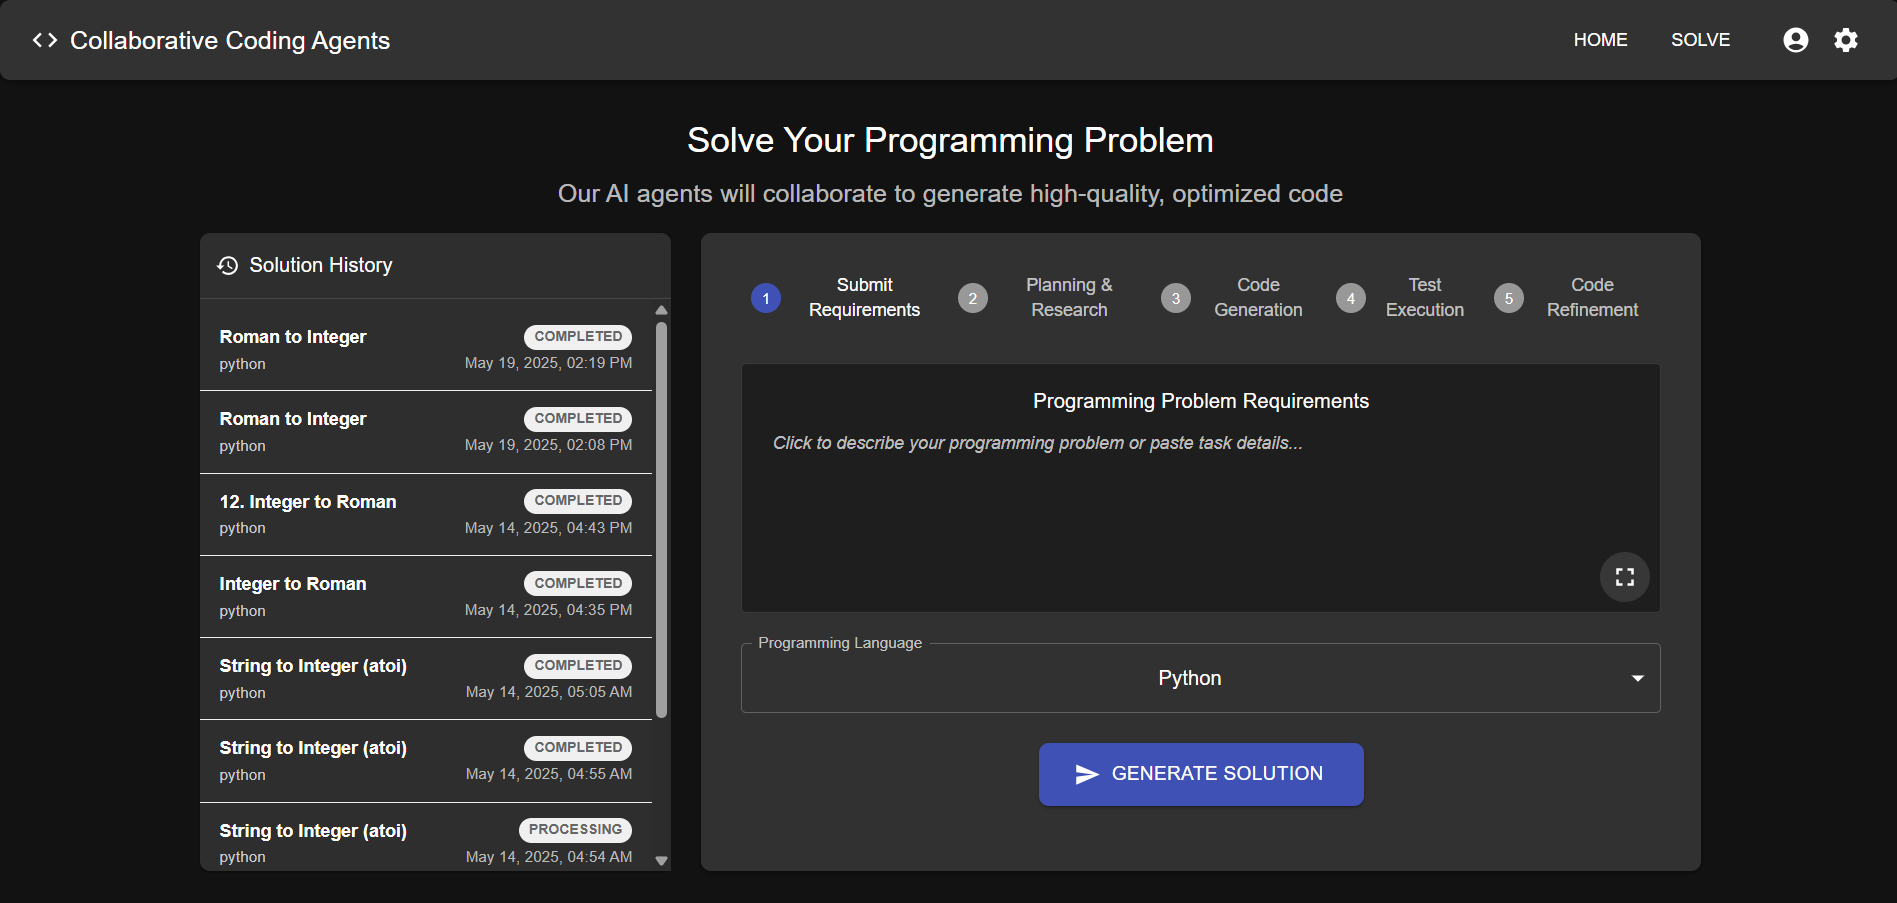 Collaborative Coding Agents
HOME
SOLVE
Solve Your Programming Problem
Our AI agents will collaborate to generate high-quality, optimized code
Solution History
Roman to Integer
COMPLETED
python
May 19, 2025, 02:19 PM
Roman to Integer
COMPLETED
python
May 19, 2025, 02:08 PM
12. Integer to Roman
COMPLETED
python
May 14, 2025, 04:43 PM
Integer to Roman
COMPLETED
python
May 14, 2025, 04:35 PM
String to Integer (atoi)
COMPLETED
python
May 14, 2025, 05:05 AM
String to Integer (atoi)
COMPLETED
python
May 14, 2025, 04:55 AM
String to Integer (atoi)
PROCESSING
python
May 14, 2025, 04:54 AM
1
Submit
Requirements
2
Planning &
Research
3
Code
Generation
4
Test
Execution
5
Code
Refinement
Programming Problem Requirements
Click to describe your programming problem or paste task details...
Programming Language
Python
GENERATE SOLUTION